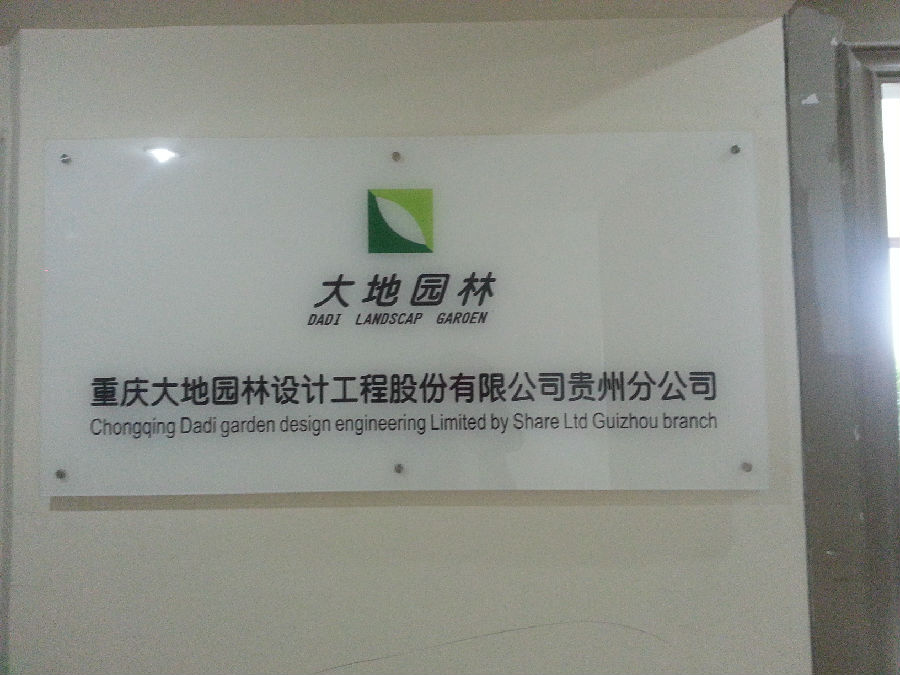 大地园林
DADI LANDSCAP GAROEN
重庆大地园林设计工程股份有限公司贵州分公司
Chongqing Dadi garden design engineering Limited by Share Ltd Guizhou branch